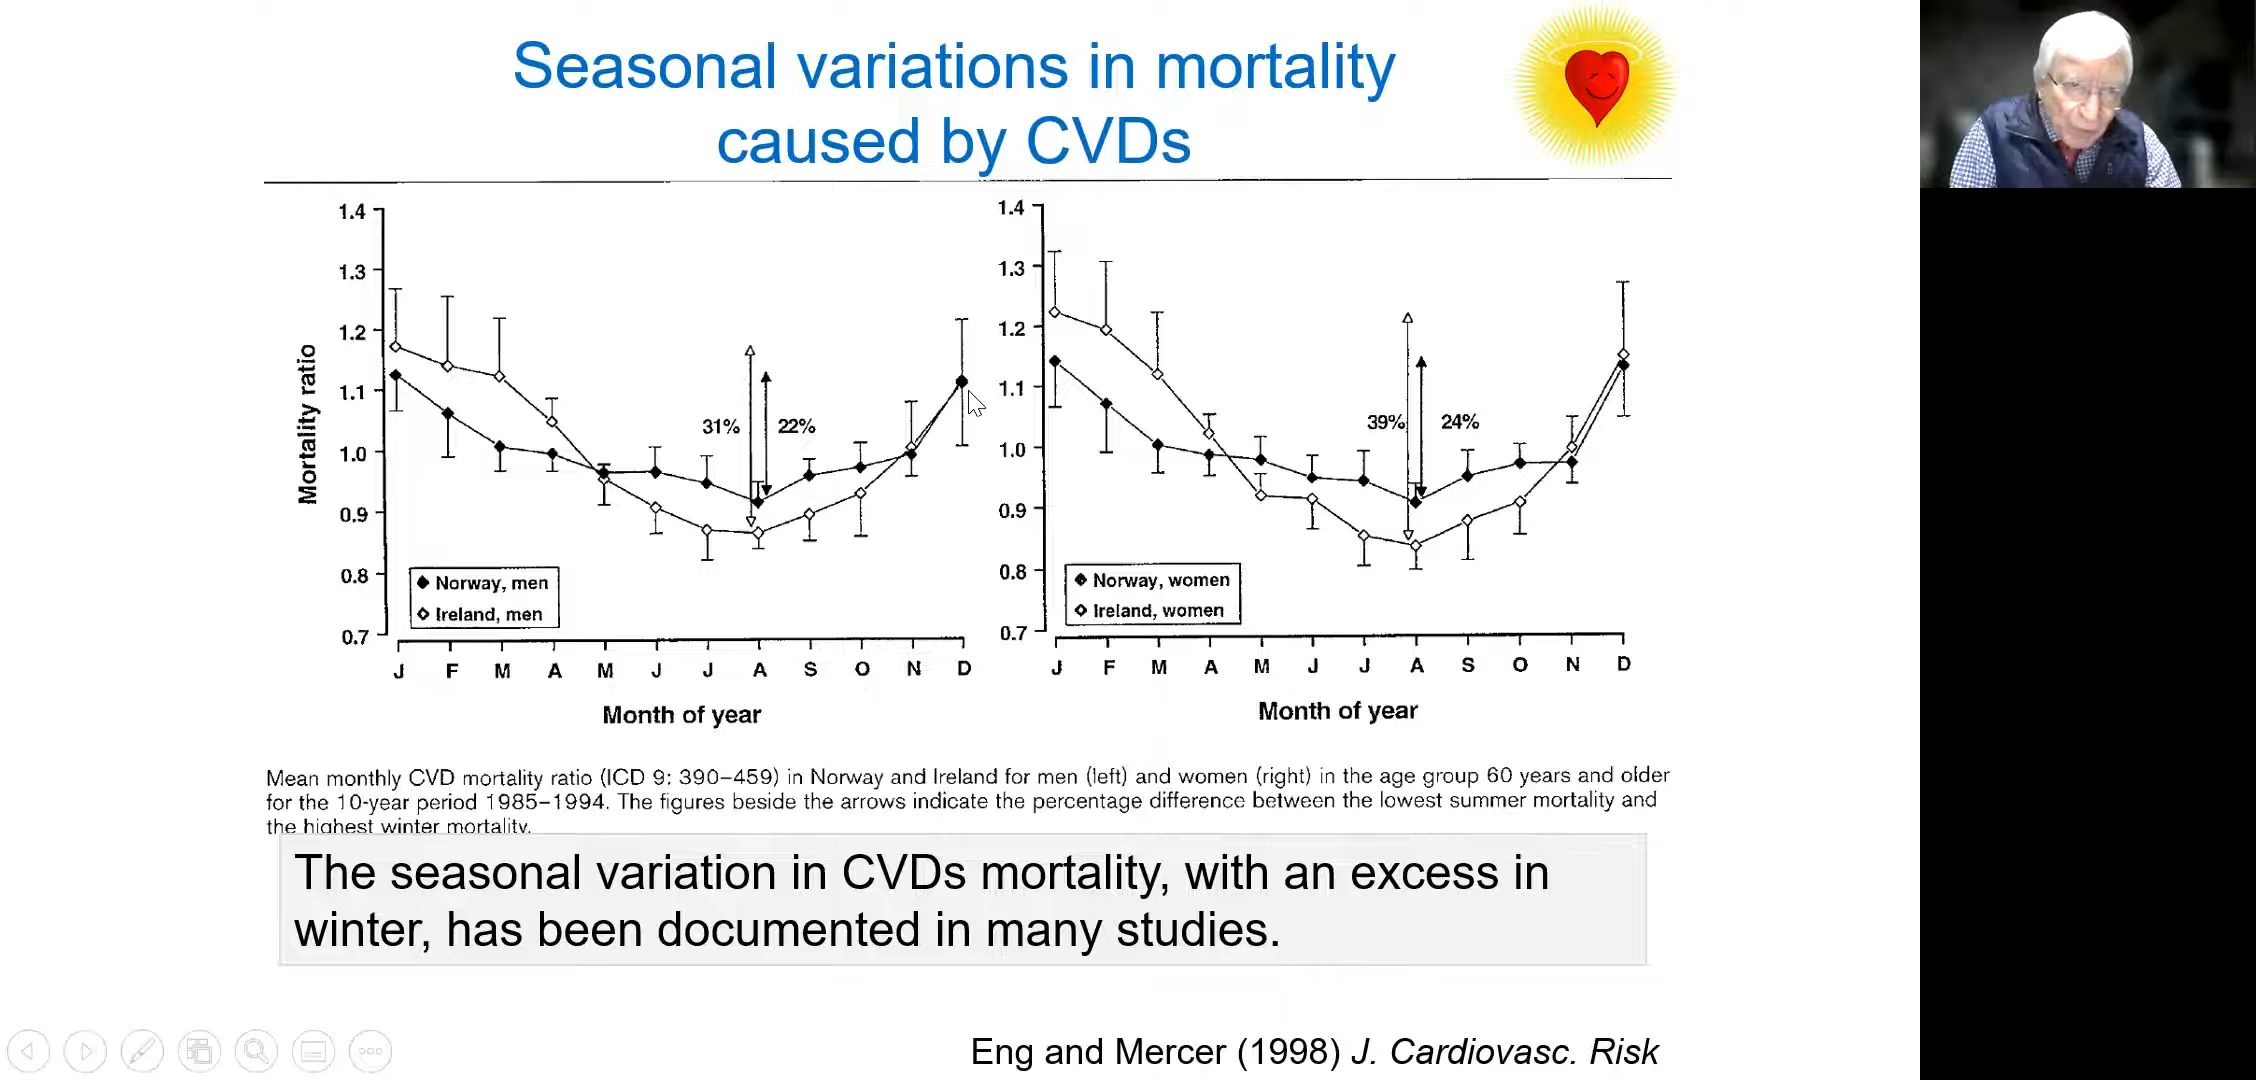 Seasonal variations in mortality
caused by CVDs
1.4
1.3
1.2
1.1
1.0
0.9
0.8
0.7
Mortality ratio
31%
22%
Norway, men
Ireland, men
J F M A M J J A S O N D
Month of year
1.4
1.3
1.2
1.1
1.0
0.9
0.8
0.7
39%
24%
Norway, women
Ireland, women
J F M A M J J A S O N D
Month of year
Mean monthly CVD mortality ratio (ICD 9: 390–459) in Norway and Ireland for men (left) and women (right) in the age group 60 years and older
for the 10-year period 1985–1994. The figures beside the arrows indicate the percentage difference between the lowest summer mortality and
the highest winter mortality.
The seasonal variation in CVDs mortality, with an excess in
winter, has been documented in many studies.
Eng and Mercer (1998) J. Cardiovasc. Risk